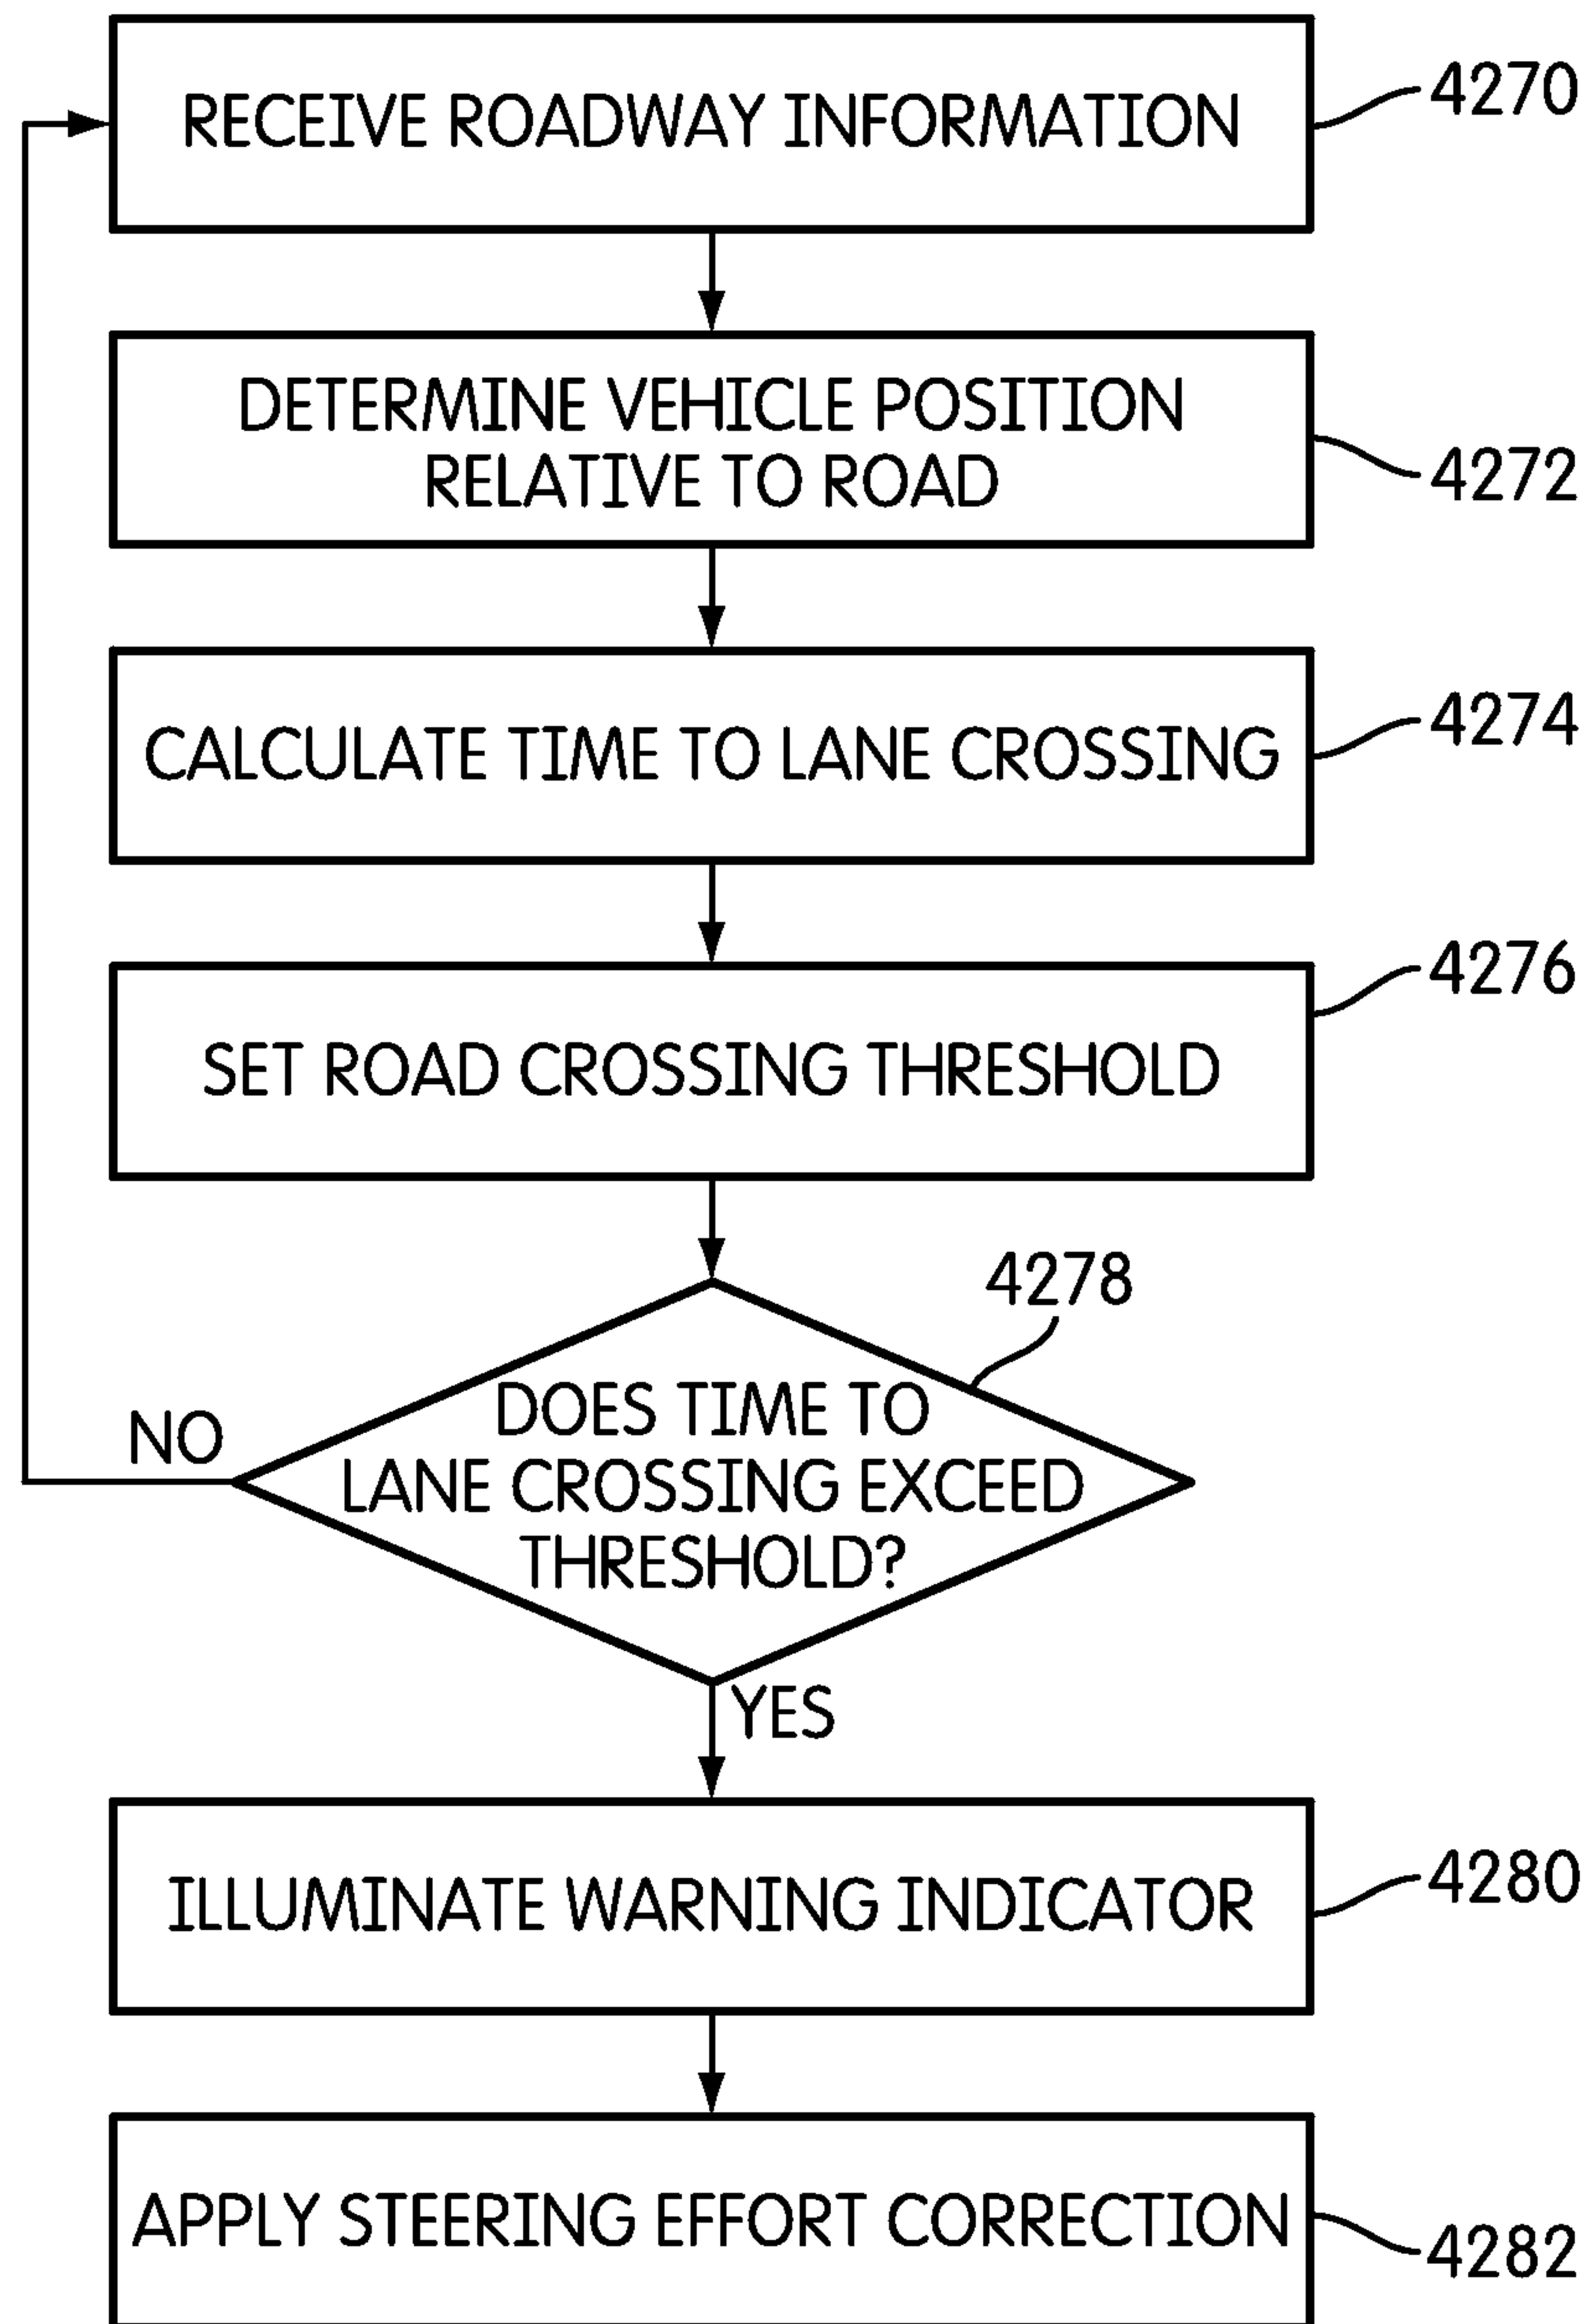 RECEIVE ROADWAY INFORMATION
4270
DETERMINE VEHICLE POSITION
RELATIVE TO ROAD
4272
CALCULATE TIME TO LANE CROSSING
4274
SET ROAD CROSSING THRESHOLD
4276
4278
DOES TIME TO
LANE CROSSING EXCEED
THRESHOLD?
NO
YES
ILLUMINATE WARNING INDICATOR
4280
APPLY STEERING EFFORT CORRECTION
4282